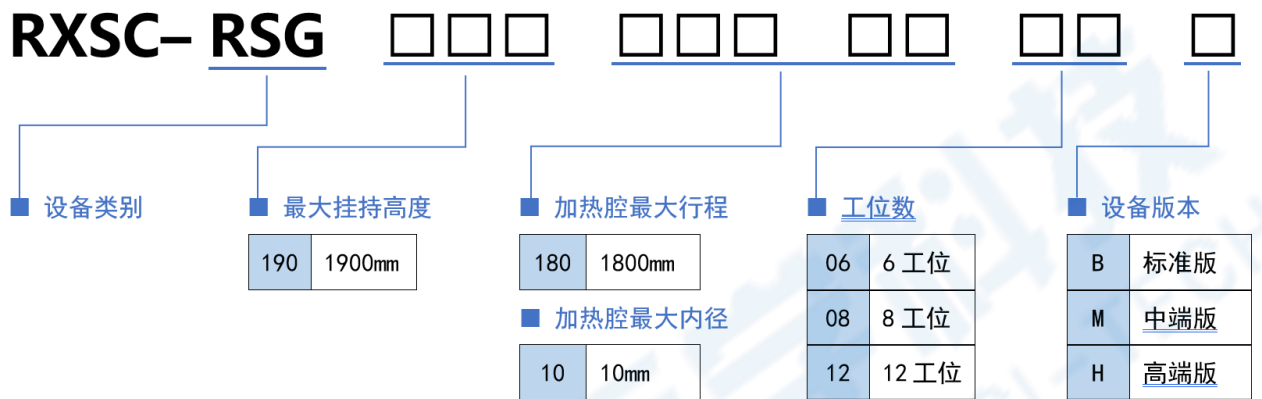 RXSC– RSG □□□ □□□ □□ □□ □
■ 设备类别 ■ 最大挂持高度 ■ 加热腔最大行程 ■ 工位数 ■ 设备版本
190 1900mm 180 1800mm 06 6 工位 B 标准版
■ 加热腔最大内径 08 8 工位 M 中端版
10 10mm 12 12 工位 H 高端版